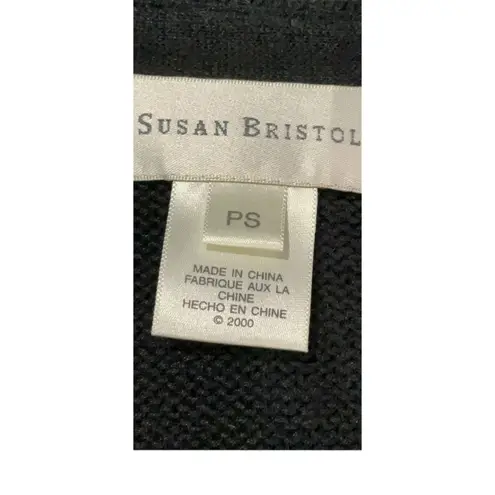 SUSAN BRISTOL
PS
MADE IN CHINA
FABRIQUE AUX LA
CHINE
HECHO EN CHINE
© 2000